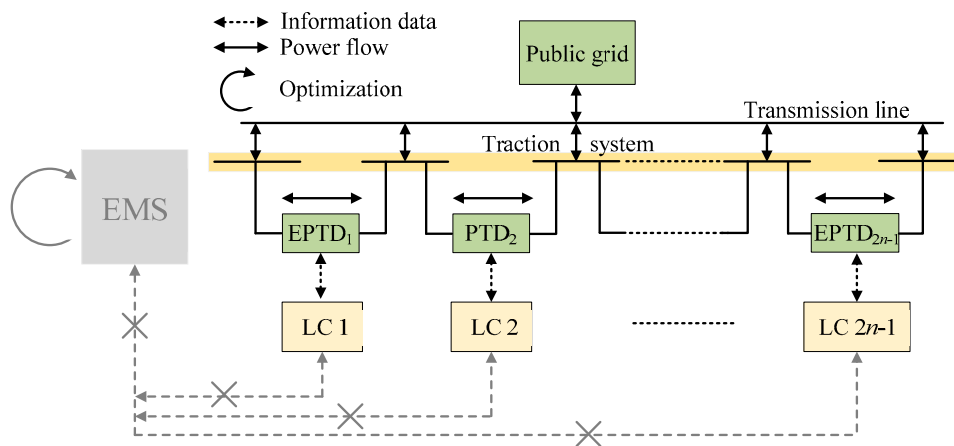 Information data
Power flow
Optimization
Public grid
Transmission line
Traction system
EMS
EPTD₁
PTD₂
EPTD₂ₙ₋₁
LC 1
LC 2
LC 2n-1